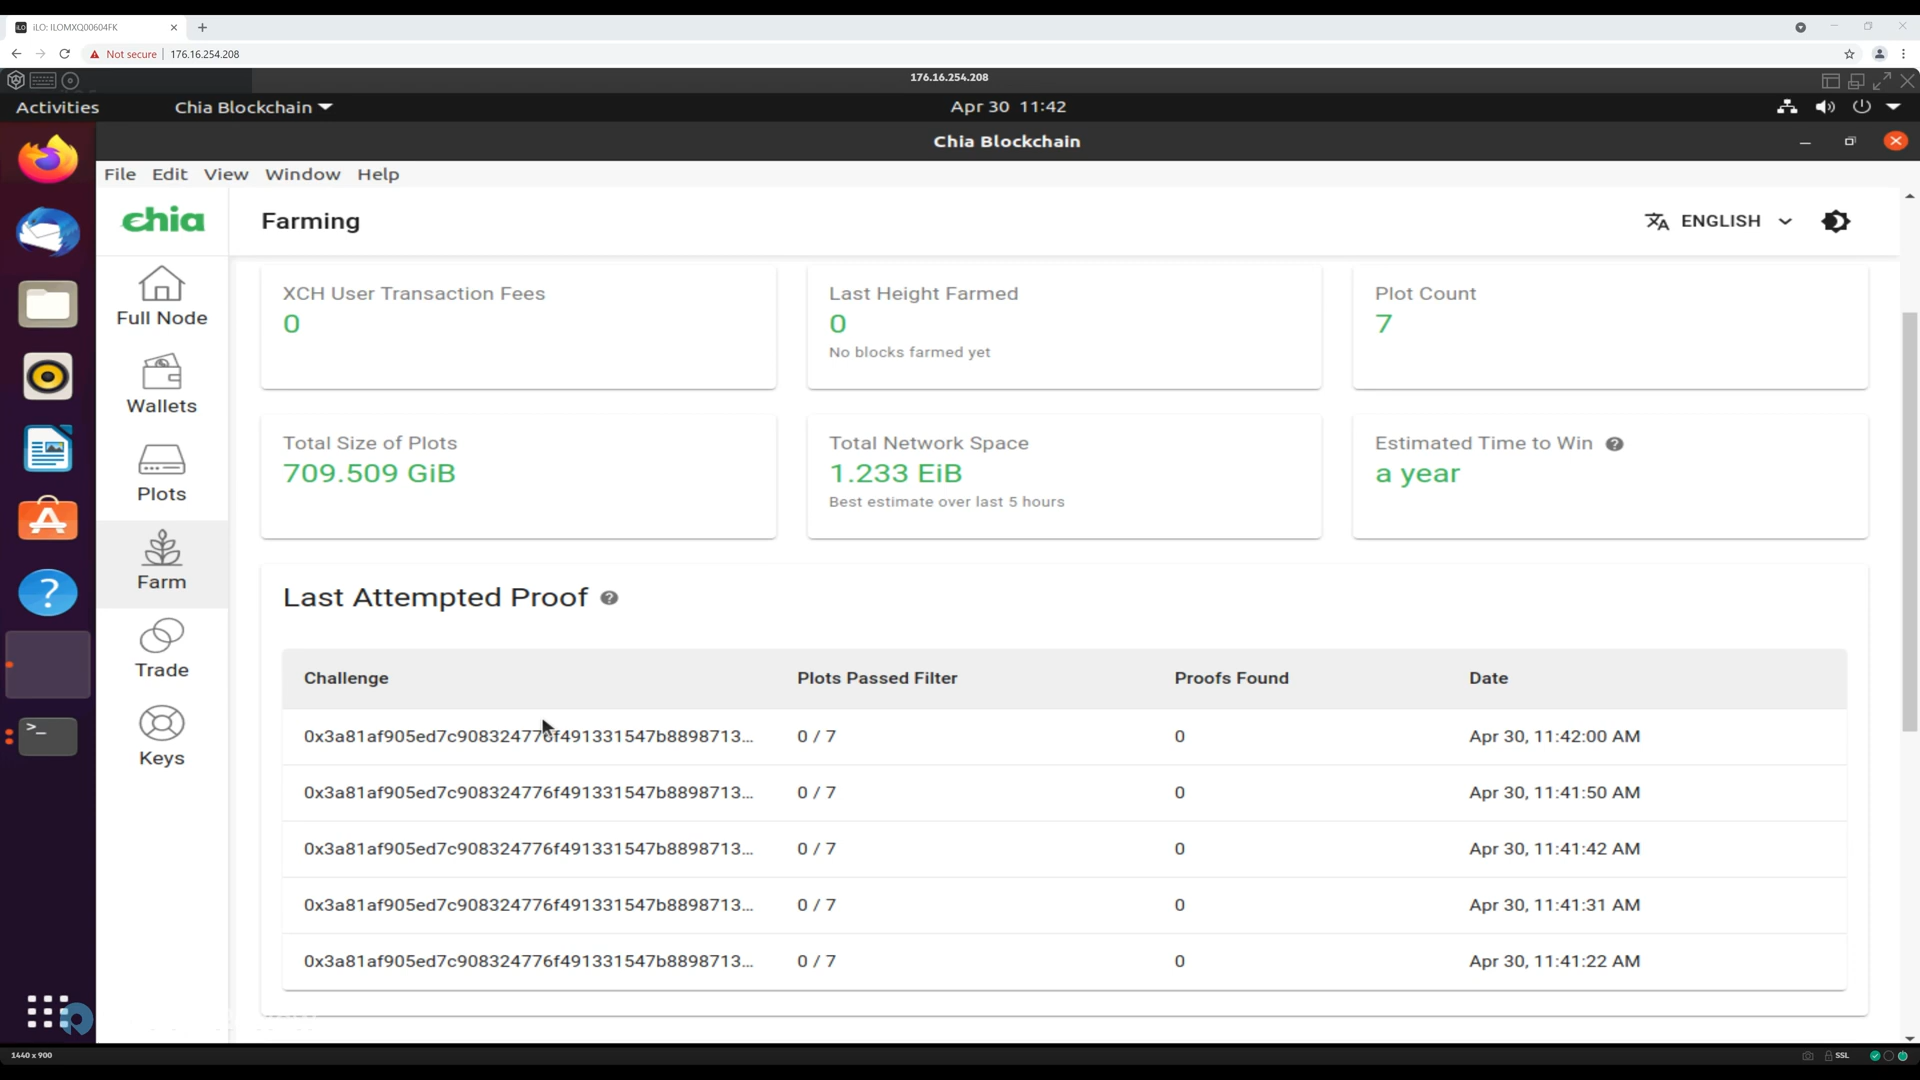 iLO: ILOMXQ00604FK
Not secure 176.16.254.208
176.16.254.208
Activities Chia Blockchain Apr 30 11:42
Chia Blockchain
File Edit View Window Help
chia Farming ENGLISH
Full Node
Wallets
Plots
Farm
Trade
Keys
XCH User Transaction Fees
0
Last Height Farmed
0
No blocks farmed yet
Plot Count
7
Total Size of Plots
709.509 GiB
Total Network Space
1.233 EiB
Best estimate over last 5 hours
Estimated Time to Win ?
a year
Last Attempted Proof ?
Challenge Plots Passed Filter Proofs Found Date
0x3a81af905ed7c908324776f491331547b8898713... 0 / 7 0 Apr 30, 11:42:00 AM
0x3a81af905ed7c908324776f491331547b8898713... 0 / 7 0 Apr 30, 11:41:50 AM
0x3a81af905ed7c908324776f491331547b8898713... 0 / 7 0 Apr 30, 11:41:42 AM
0x3a81af905ed7c908324776f491331547b8898713... 0 / 7 0 Apr 30, 11:41:31 AM
0x3a81af905ed7c908324776f491331547b8898713... 0 / 7 0 Apr 30, 11:41:22 AM
1440 x 900 SSL